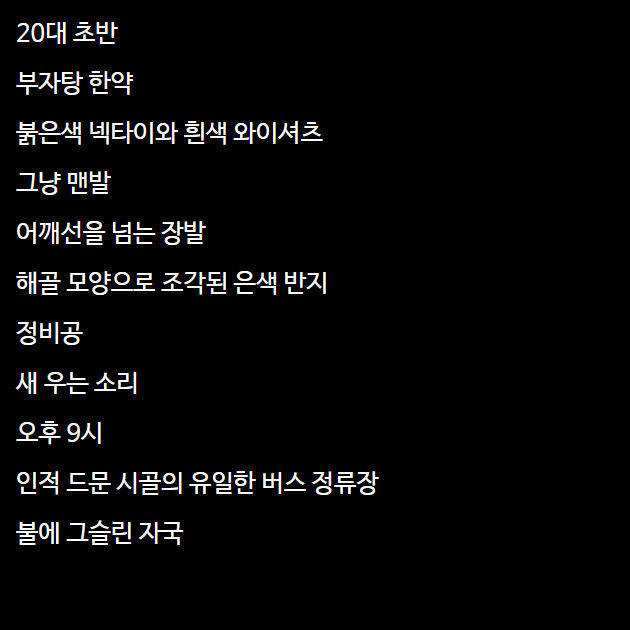 20대 초반
부자탕 한약
붉은색 넥타이와 흰색 와이셔츠
그냥 맨발
어깨선을 넘는 장발
해골 모양으로 조각된 은색 반지
정비공
새 우는 소리
오후 9시
인적 드문 시골의 유일한 버스 정류장
불에 그슬린 자국